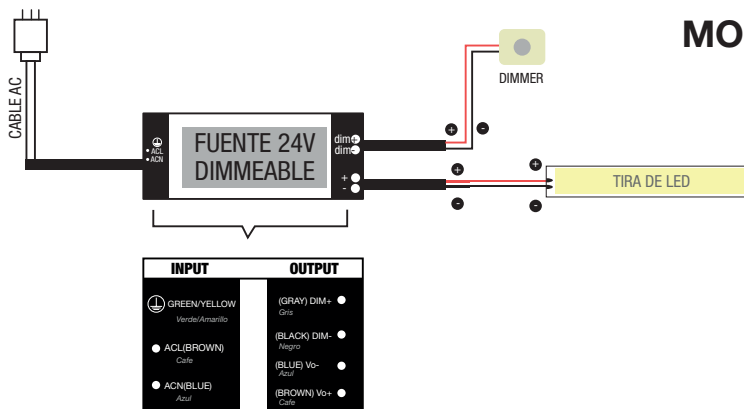 MO
CABLE AC
DIMMER
+
-
ACL
ACN
FUENTE 24V
DIMMEABLE
dim+
dim-
+
-
+
-
+
-
TIRA DE LED
INPUT
OUTPUT
GREEN/YELLOW
Verde/Amarillo
ACL(BROWN)
Cafe
ACN(BLUE)
Azul
(GRAY) DIM+
Gris
(BLACK) DIM-
Negro
(BLUE) Vo-
Azul
(BROWN) Vo+
Cafe